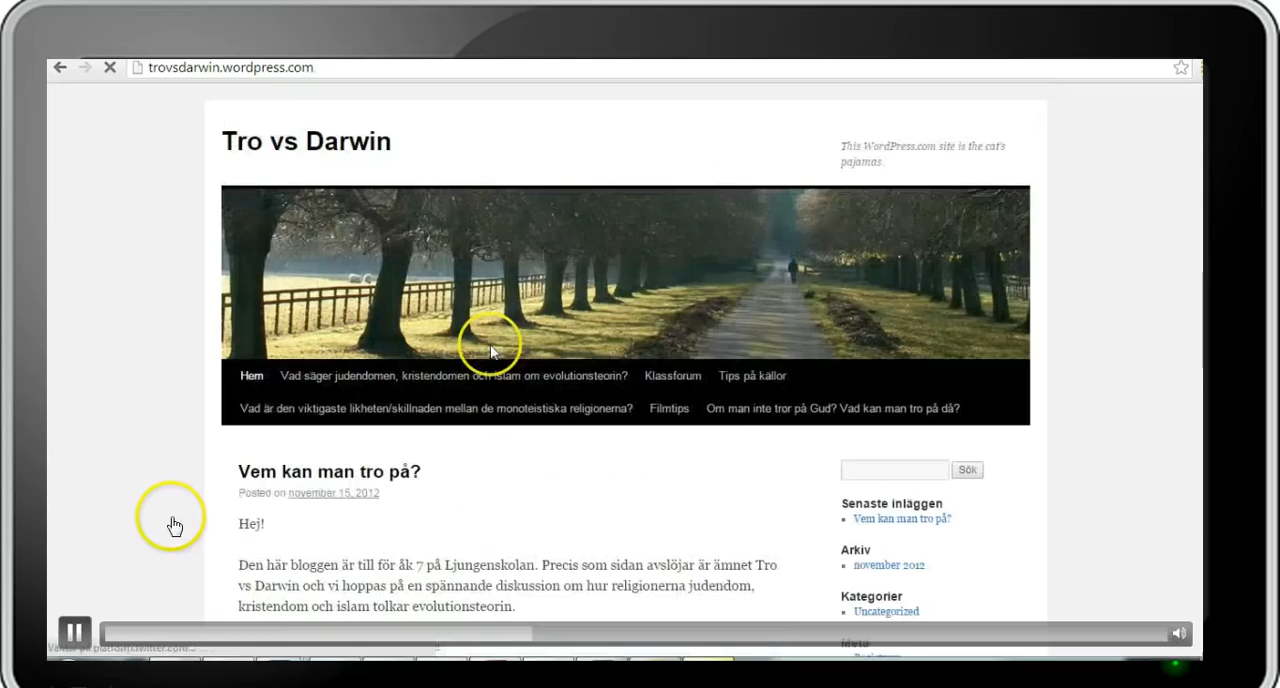 trovsdarwin.wordpress.com
Tro vs Darwin
This WordPress.com site is the cat's
pajamas
Hem Vad säger judendomen, kristendomen och islam om evolutionsteorin? Klassforum Tips på källor
Vad är den viktigaste likheten/skillnaden mellan de monoteistiska religionerna? Filmtips Om man inte tror på Gud? Vad kan man tro på då?
Vem kan man tro på?
Posted on november 15, 2012
Hej!
Den här bloggen är till för åk 7 på Ljungenskolan. Precis som sidan avslöjar är ämnet Tro
vs Darwin och vi hoppas på en spännande diskussion om hur religionerna judendom,
kristendom och islam tolkar evolutionsteorin.
Sök
Senaste inläggen
Vem kan man tro på?
Arkiv
november 2012
Kategorier
Uncategorized
Meta
Väntar på platform.twitter.com...